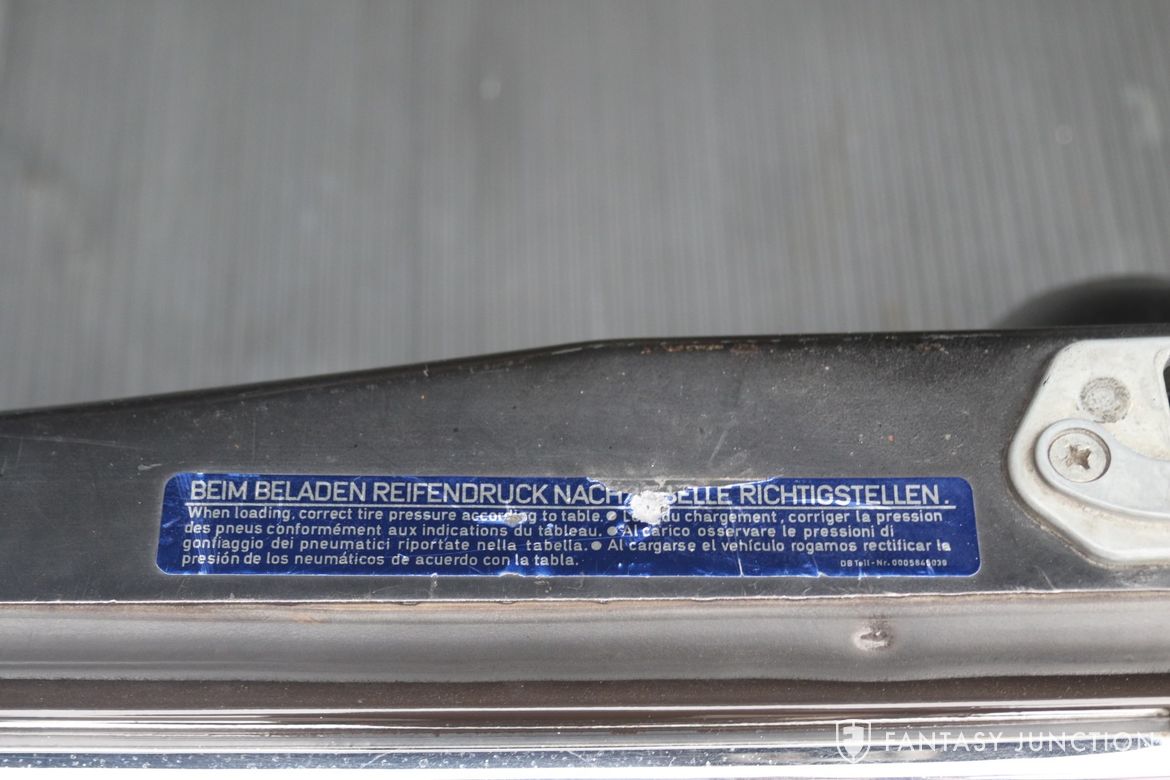 BEIM BELADEN REIFENDRUCK NACH RICHTIGSTELLEN.
When loading, correct tire pressure according to table. ● du chargement, corriger la pression
des pneus conformément aux indications du tableau. ● Al carico osservare le pressioni di
gonfiaggio dei pneumatici riportate nella tabella. ● Al cargarse el vehículo rogamos rectificar la
presión de los neumáticos de acuerdo con la tabla.
DB Teil-Nr. 0005845039
FANTASY JUNCTION